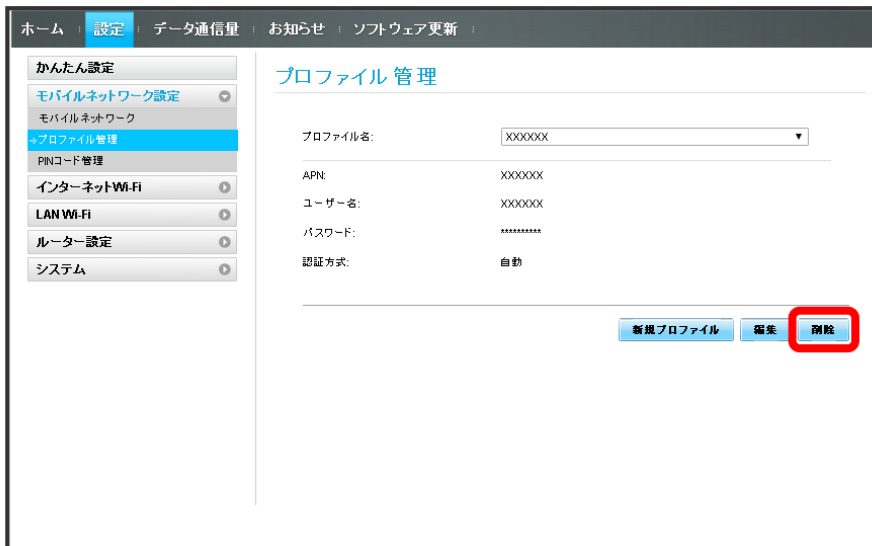 ホーム 設定 データ通信量 お知らせ ソフトウェア更新
かんたん設定
モバイルネットワーク設定
モバイルネットワーク
→プロファイル管理
PINコード管理
インターネットWi-Fi
LAN Wi-Fi
ルーター設定
システム
プロファイル管理
プロファイル名: XXXXXX
APN: XXXXXX
ユーザー名: XXXXXX
パスワード: **********
認証方式: 自動
新規プロファイル 編集 削除